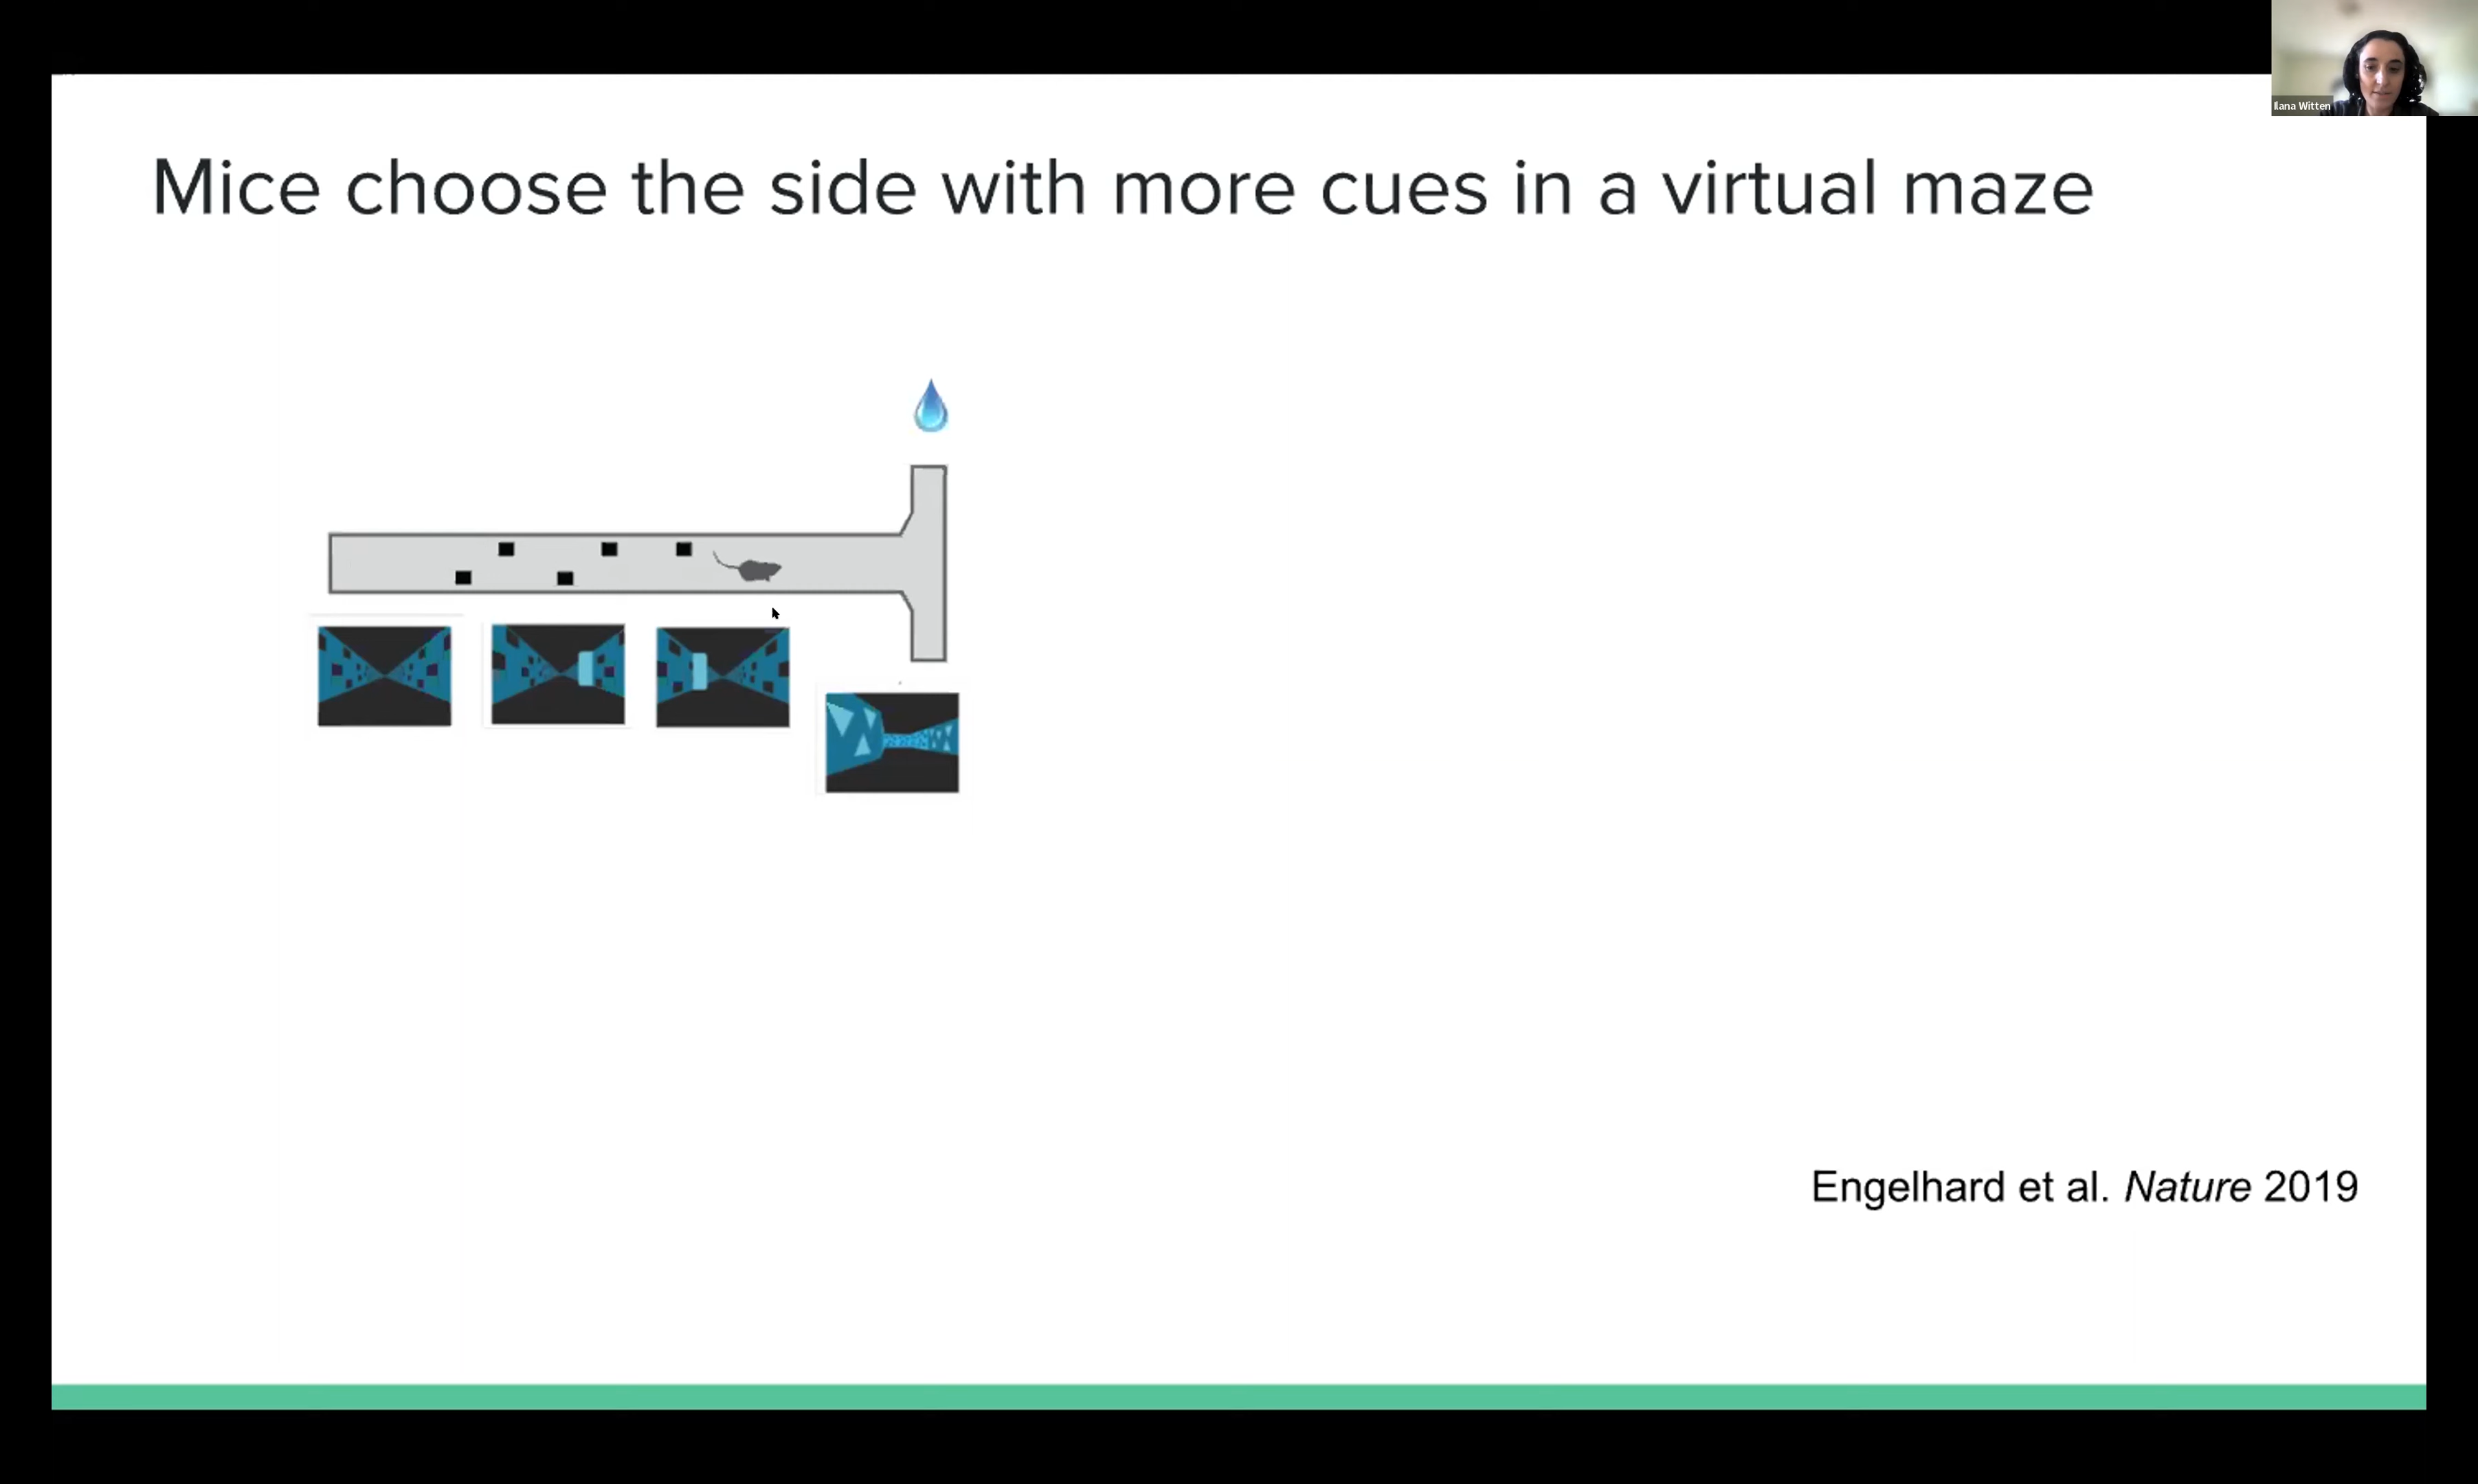 Ilana Witten
Mice choose the side with more cues in a virtual maze
Engelhard et al. Nature 2019